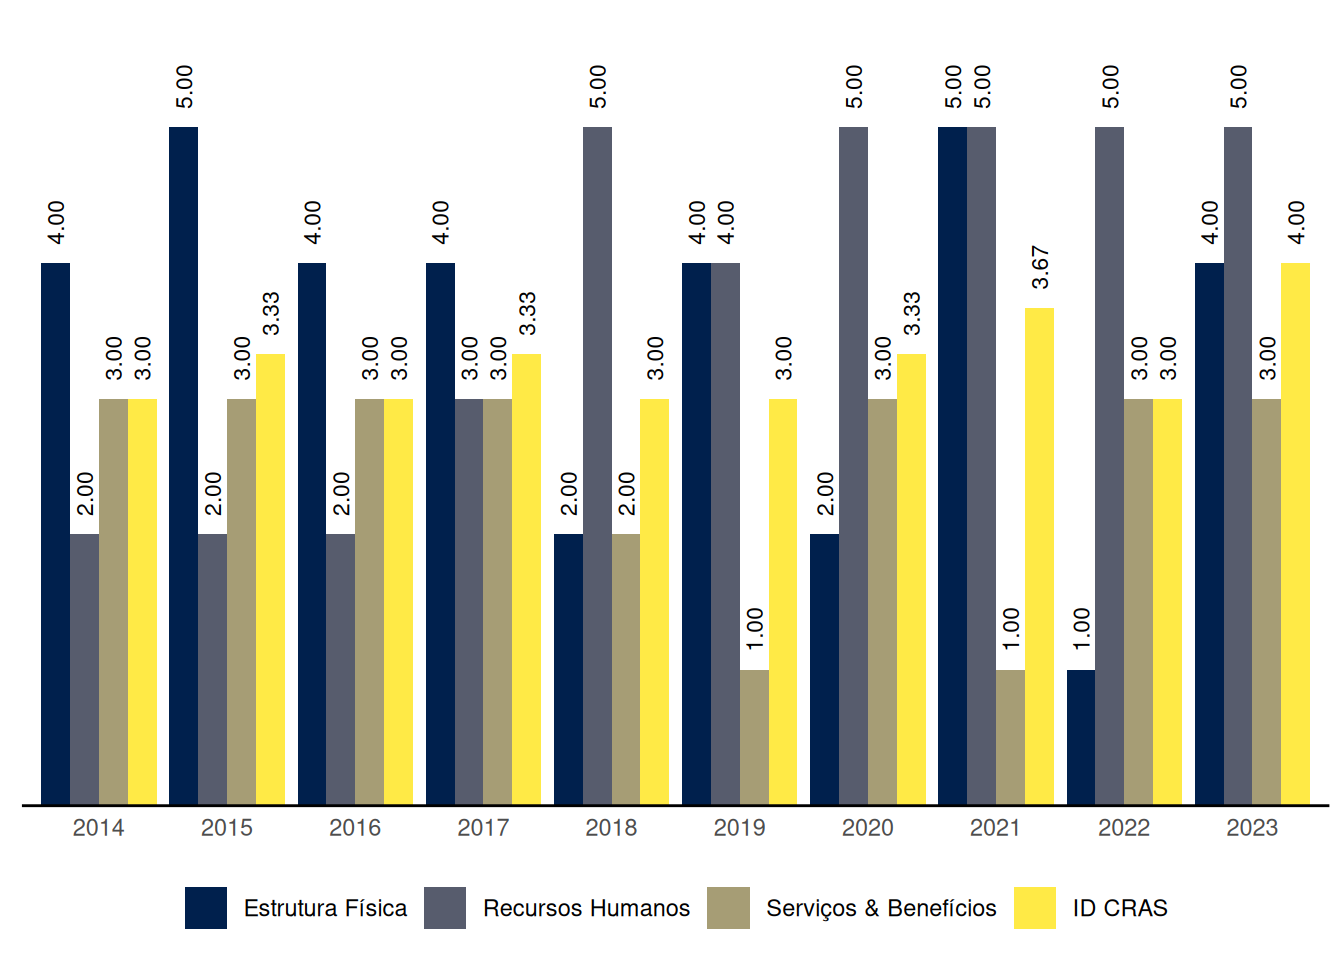 5.00 5.00 5.00 5.00 5.00 5.00 5.00
4.00 4.00 4.00 4.00 4.00 4.00 4.00
3.67
3.33 3.33 3.33
3.00 3.00 3.00 3.00 3.00 3.00 3.00 3.00 3.00 3.00 3.00 3.00 3.00 3.00
2.00 2.00 2.00 2.00 2.00 2.00
1.00 1.00 1.00
2014 2015 2016 2017 2018 2019 2020 2021 2022 2023
Estrutura Física Recursos Humanos Serviços & Benefícios ID CRAS